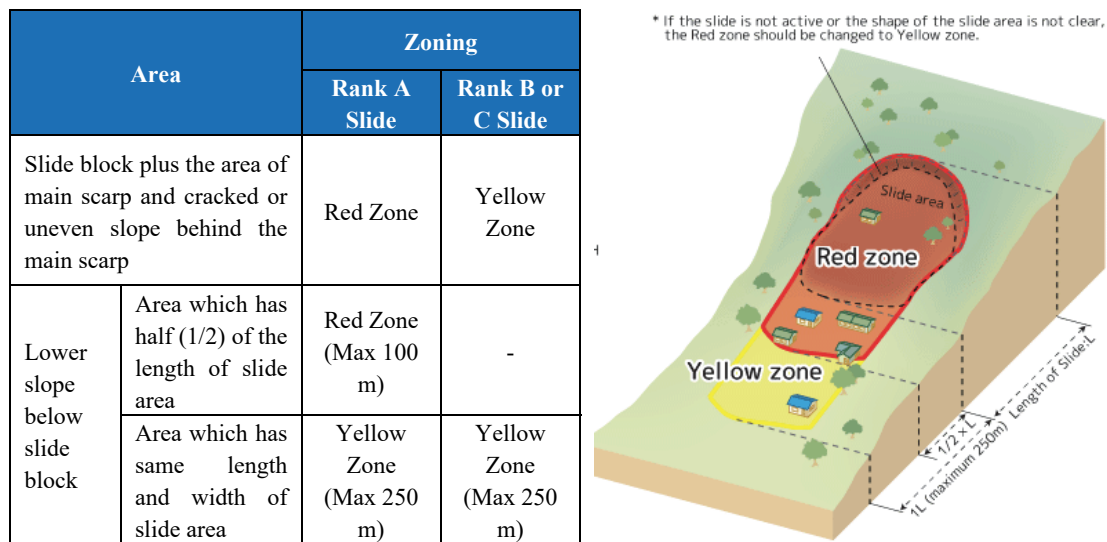 Area
Zoning
Rank A
Slide
Rank B or
C Slide
Slide block plus the area of
main scarp and cracked or
uneven slope behind the
main scarp
Red Zone
Yellow
Zone
Lower
slope
below
slide
block
Area which has
half (1/2) of the
length of slide
area
Red Zone
(Max 100
m)
-
Area which has
same length
and width of
slide area
Yellow
Zone
(Max 250
m)
Yellow
Zone
(Max 250
m)
* If the slide is not active or the shape of the slide area is not clear,
the Red zone should be changed to Yellow zone.
Slide area
Red zone
Yellow zone
Length of Slide:L
1/2 × L
1L (maximum 250m)